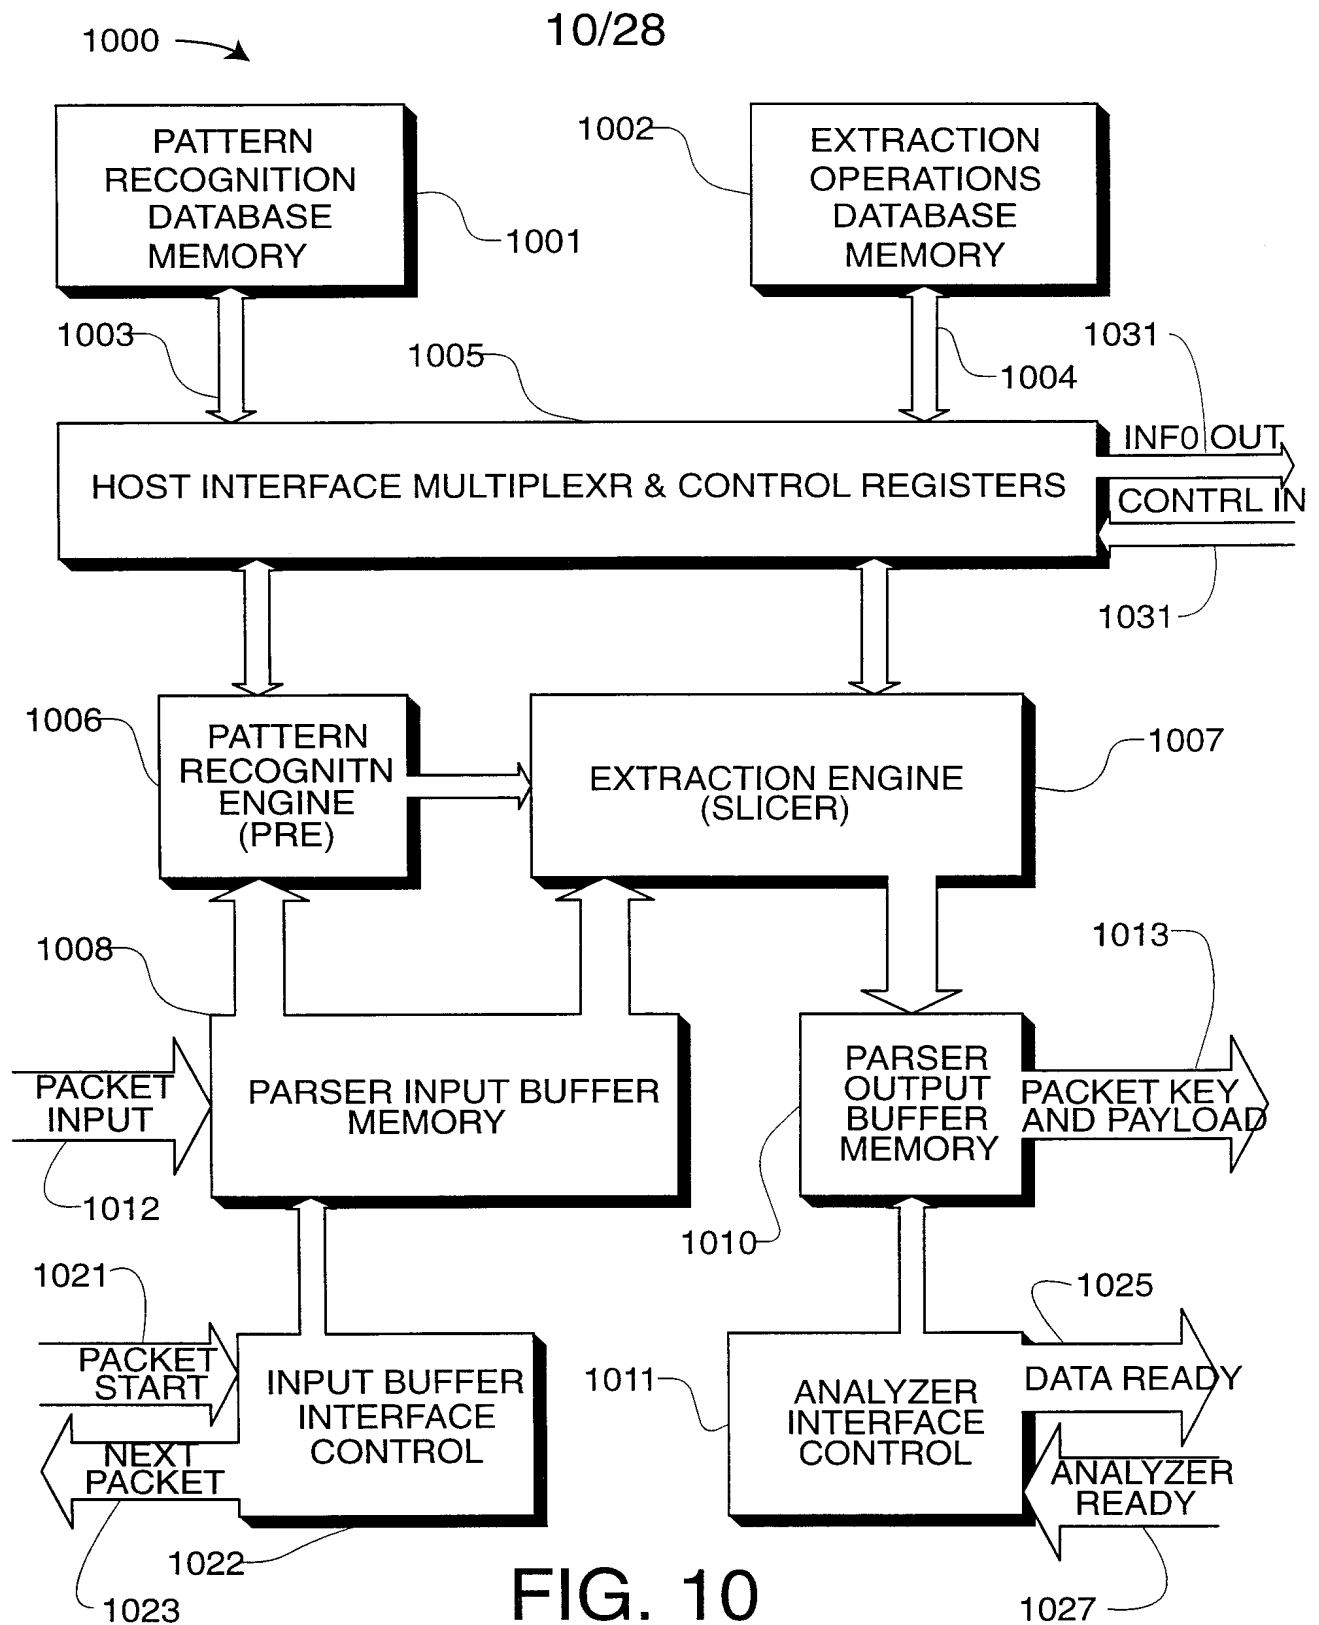 10/28
1000
PATTERN
RECOGNITION
DATABASE
MEMORY
1001
1002
EXTRACTION
OPERATIONS
DATABASE
MEMORY
1003
1005
1004
1031
HOST INTERFACE MULTIPLEXR & CONTROL REGISTERS
INF0 OUT
CONTRL IN
1031
1006
PATTERN
RECOGNITN
ENGINE
(PRE)
EXTRACTION ENGINE
(SLICER)
1007
1008
1013
PACKET
INPUT
PARSER INPUT BUFFER
MEMORY
PARSER
OUTPUT
BUFFER
MEMORY
PACKET KEY
AND PAYLOAD
1012
1010
1021
PACKET
START
NEXT
PACKET
INPUT BUFFER
INTERFACE
CONTROL
1011
ANALYZER
INTERFACE
CONTROL
1025
DATA READY
ANALYZER
READY
1022
1023
1027
FIG. 10